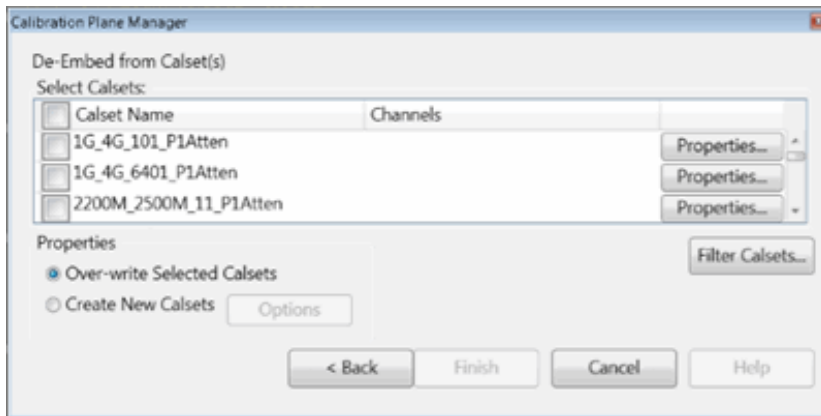 Calibration Plane Manager
De-Embed from Calset(s)
Select Calsets:
Calset Name Channels
1G_4G_101_P1Atten Properties...
1G_4G_6401_P1Atten Properties...
2200M_2500M_11_P1Atten Properties...
Properties
Filter Calsets...
Over-write Selected Calsets
Create New Calsets Options
< Back Finish Cancel Help